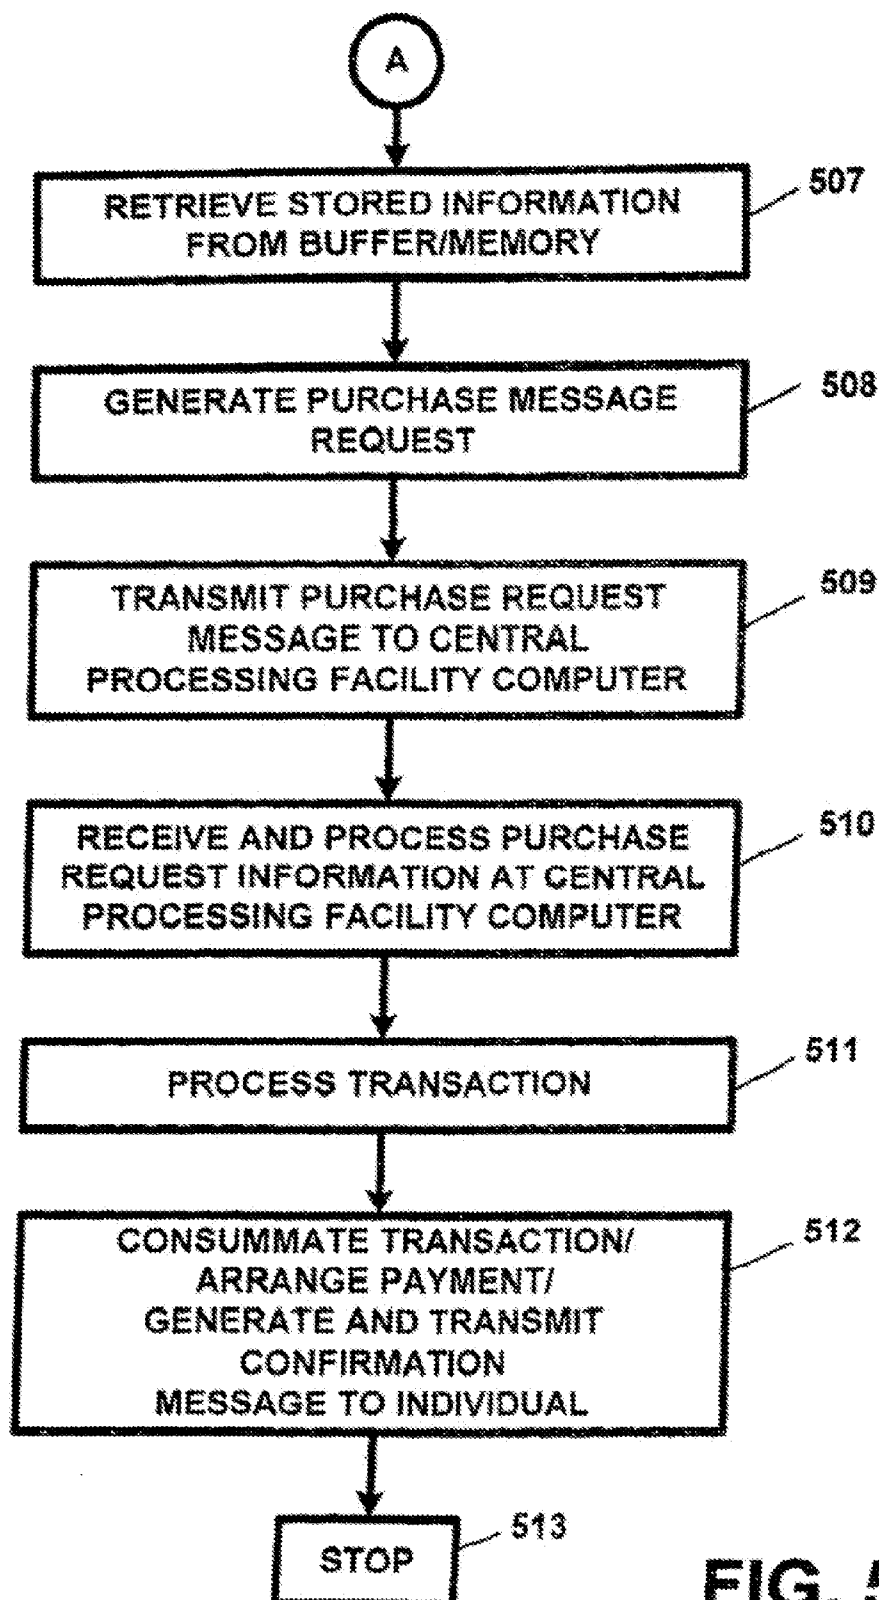 A
507
RETRIEVE STORED INFORMATION
FROM BUFFER/MEMORY
508
GENERATE PURCHASE MESSAGE
REQUEST
509
TRANSMIT PURCHASE REQUEST
MESSAGE TO CENTRAL
PROCESSING FACILITY COMPUTER
510
RECEIVE AND PROCESS PURCHASE
REQUEST INFORMATION AT CENTRAL
PROCESSING FACILITY COMPUTER
511
PROCESS TRANSACTION
512
CONSUMMATE TRANSACTION/
ARRANGE PAYMENT/
GENERATE AND TRANSMIT
CONFIRMATION
MESSAGE TO INDIVIDUAL
513
STOP
FIG.